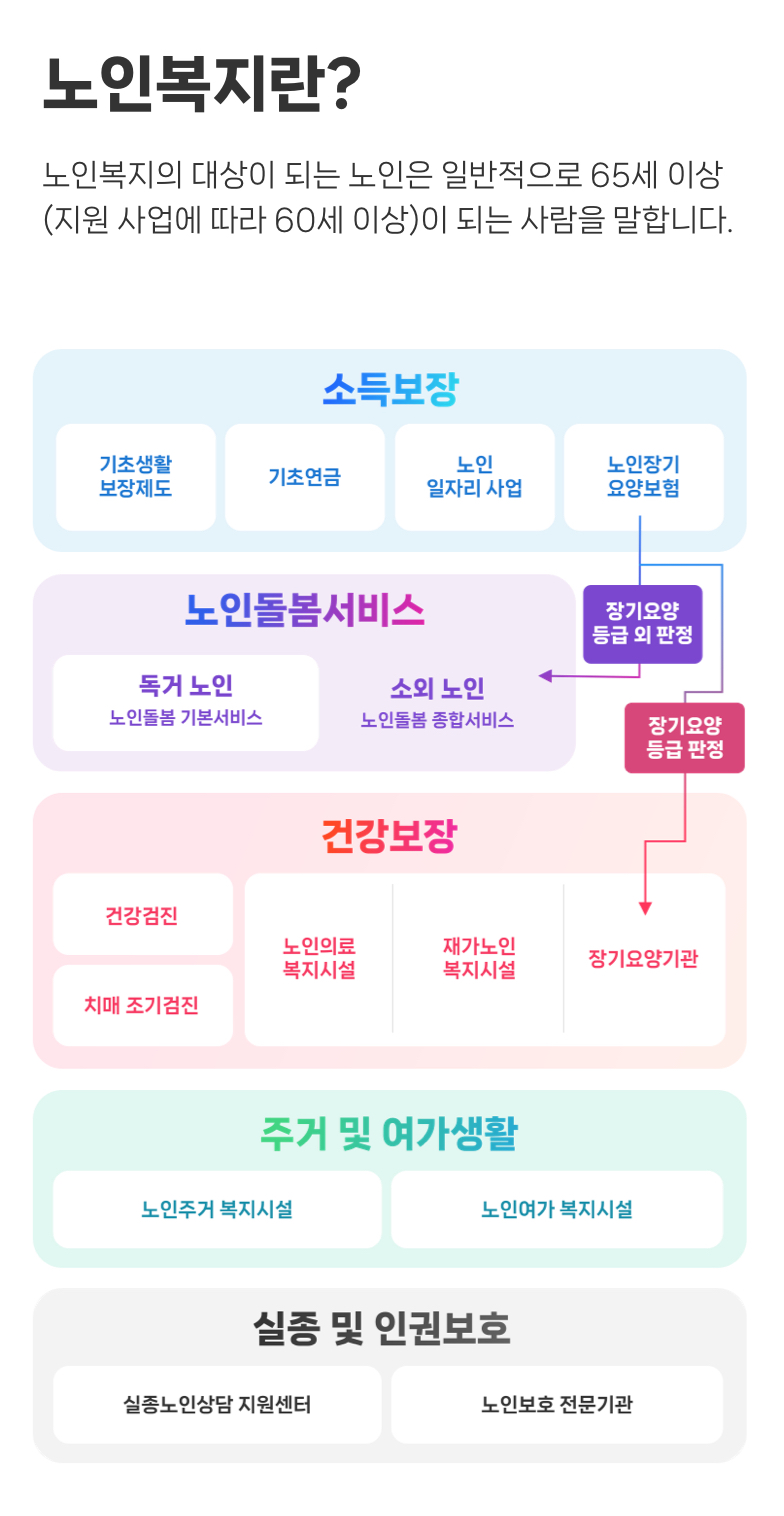 노인복지란?
노인복지의 대상이 되는 노인은 일반적으로 65세 이상
(지원 사업에 따라 60세 이상)이 되는 사람을 말합니다.
소득보장
기초생활
보장제도
기초연금
노인
일자리 사업
노인장기
요양보험
노인돌봄서비스
독거 노인
노인돌봄 기본서비스
소외 노인
노인돌봄 종합서비스
장기요양
등급 외 판정
장기요양
등급 판정
건강보장
건강검진
치매 조기검진
노인의료
복지시설
재가노인
복지시설
장기요양기관
주거 및 여가생활
노인주거 복지시설
노인여가 복지시설
실종 및 인권보호
실종노인상담 지원센터
노인보호 전문기관